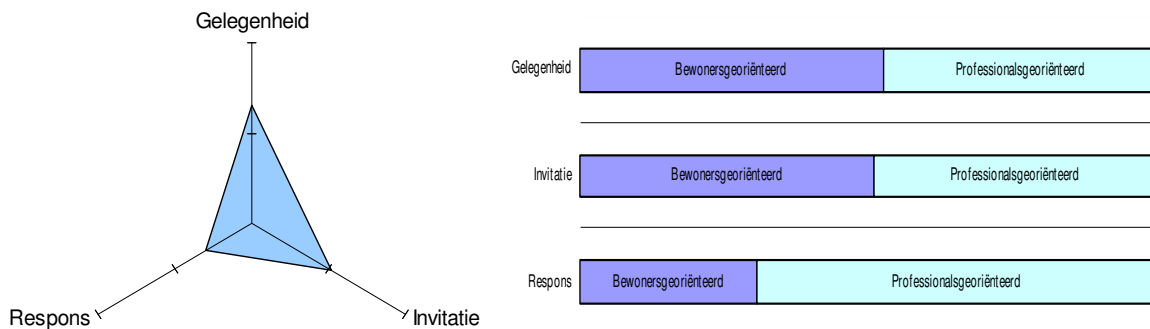 Gelegenheid
Respons
Invitatie
Gelegenheid
Bewonersgeoriënteerd
Professionalsgeoriënteerd
Invitatie
Bewonersgeoriënteerd
Professionalsgeoriënteerd
Respons
Bewonersgeoriënteerd
Professionalsgeoriënteerd